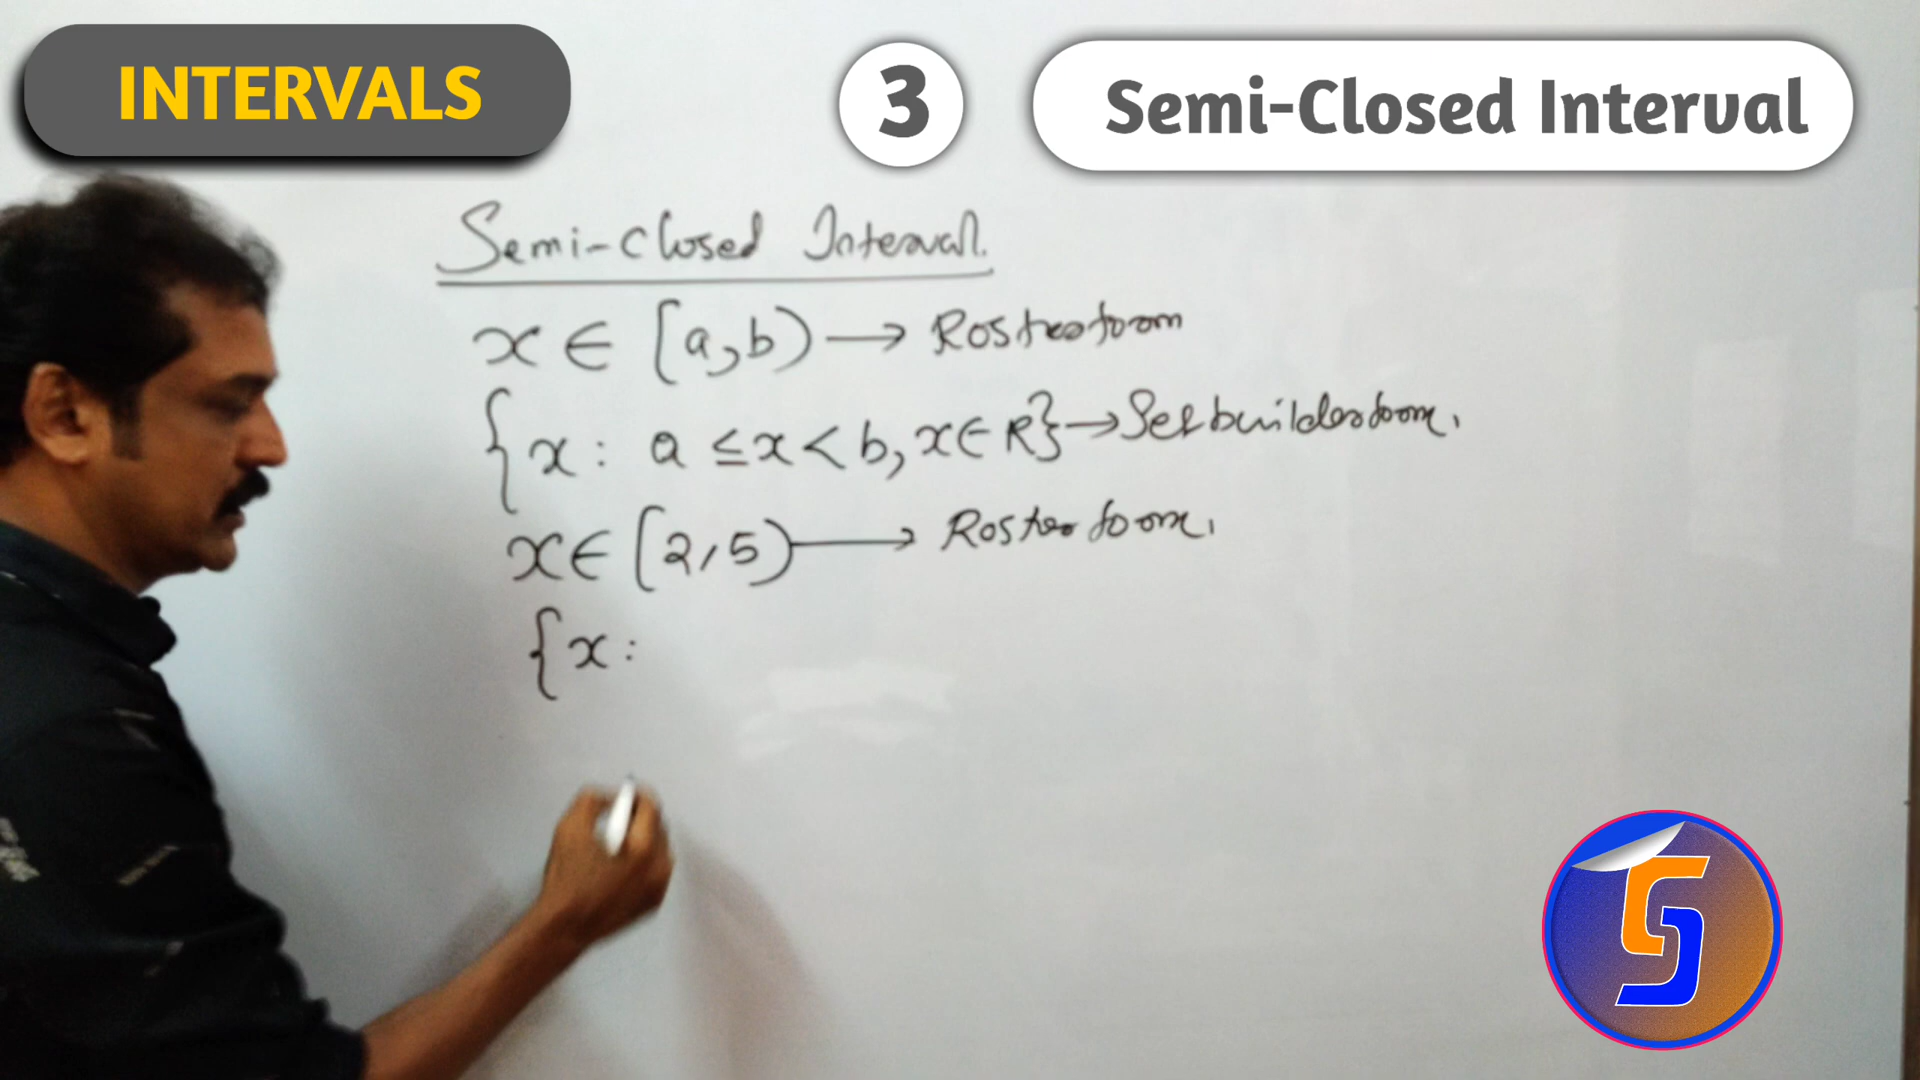 INTERVALS
3
Semi-Closed Interval
Semi-Closed Interval.
x ∈ [a,b) → Roster form
{x : a ≤ x < b, x ∈ R} → Set builder form.
x ∈ [2,5) → Roster form.
{x :